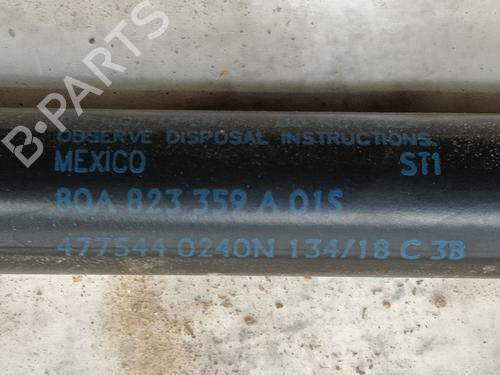 B-PARTS
OBSERVE DISPOSAL INSTRUCTIONS.
MEXICO ST1
80A 823 359 A 01S
477544 0240N 134/18 C 3B